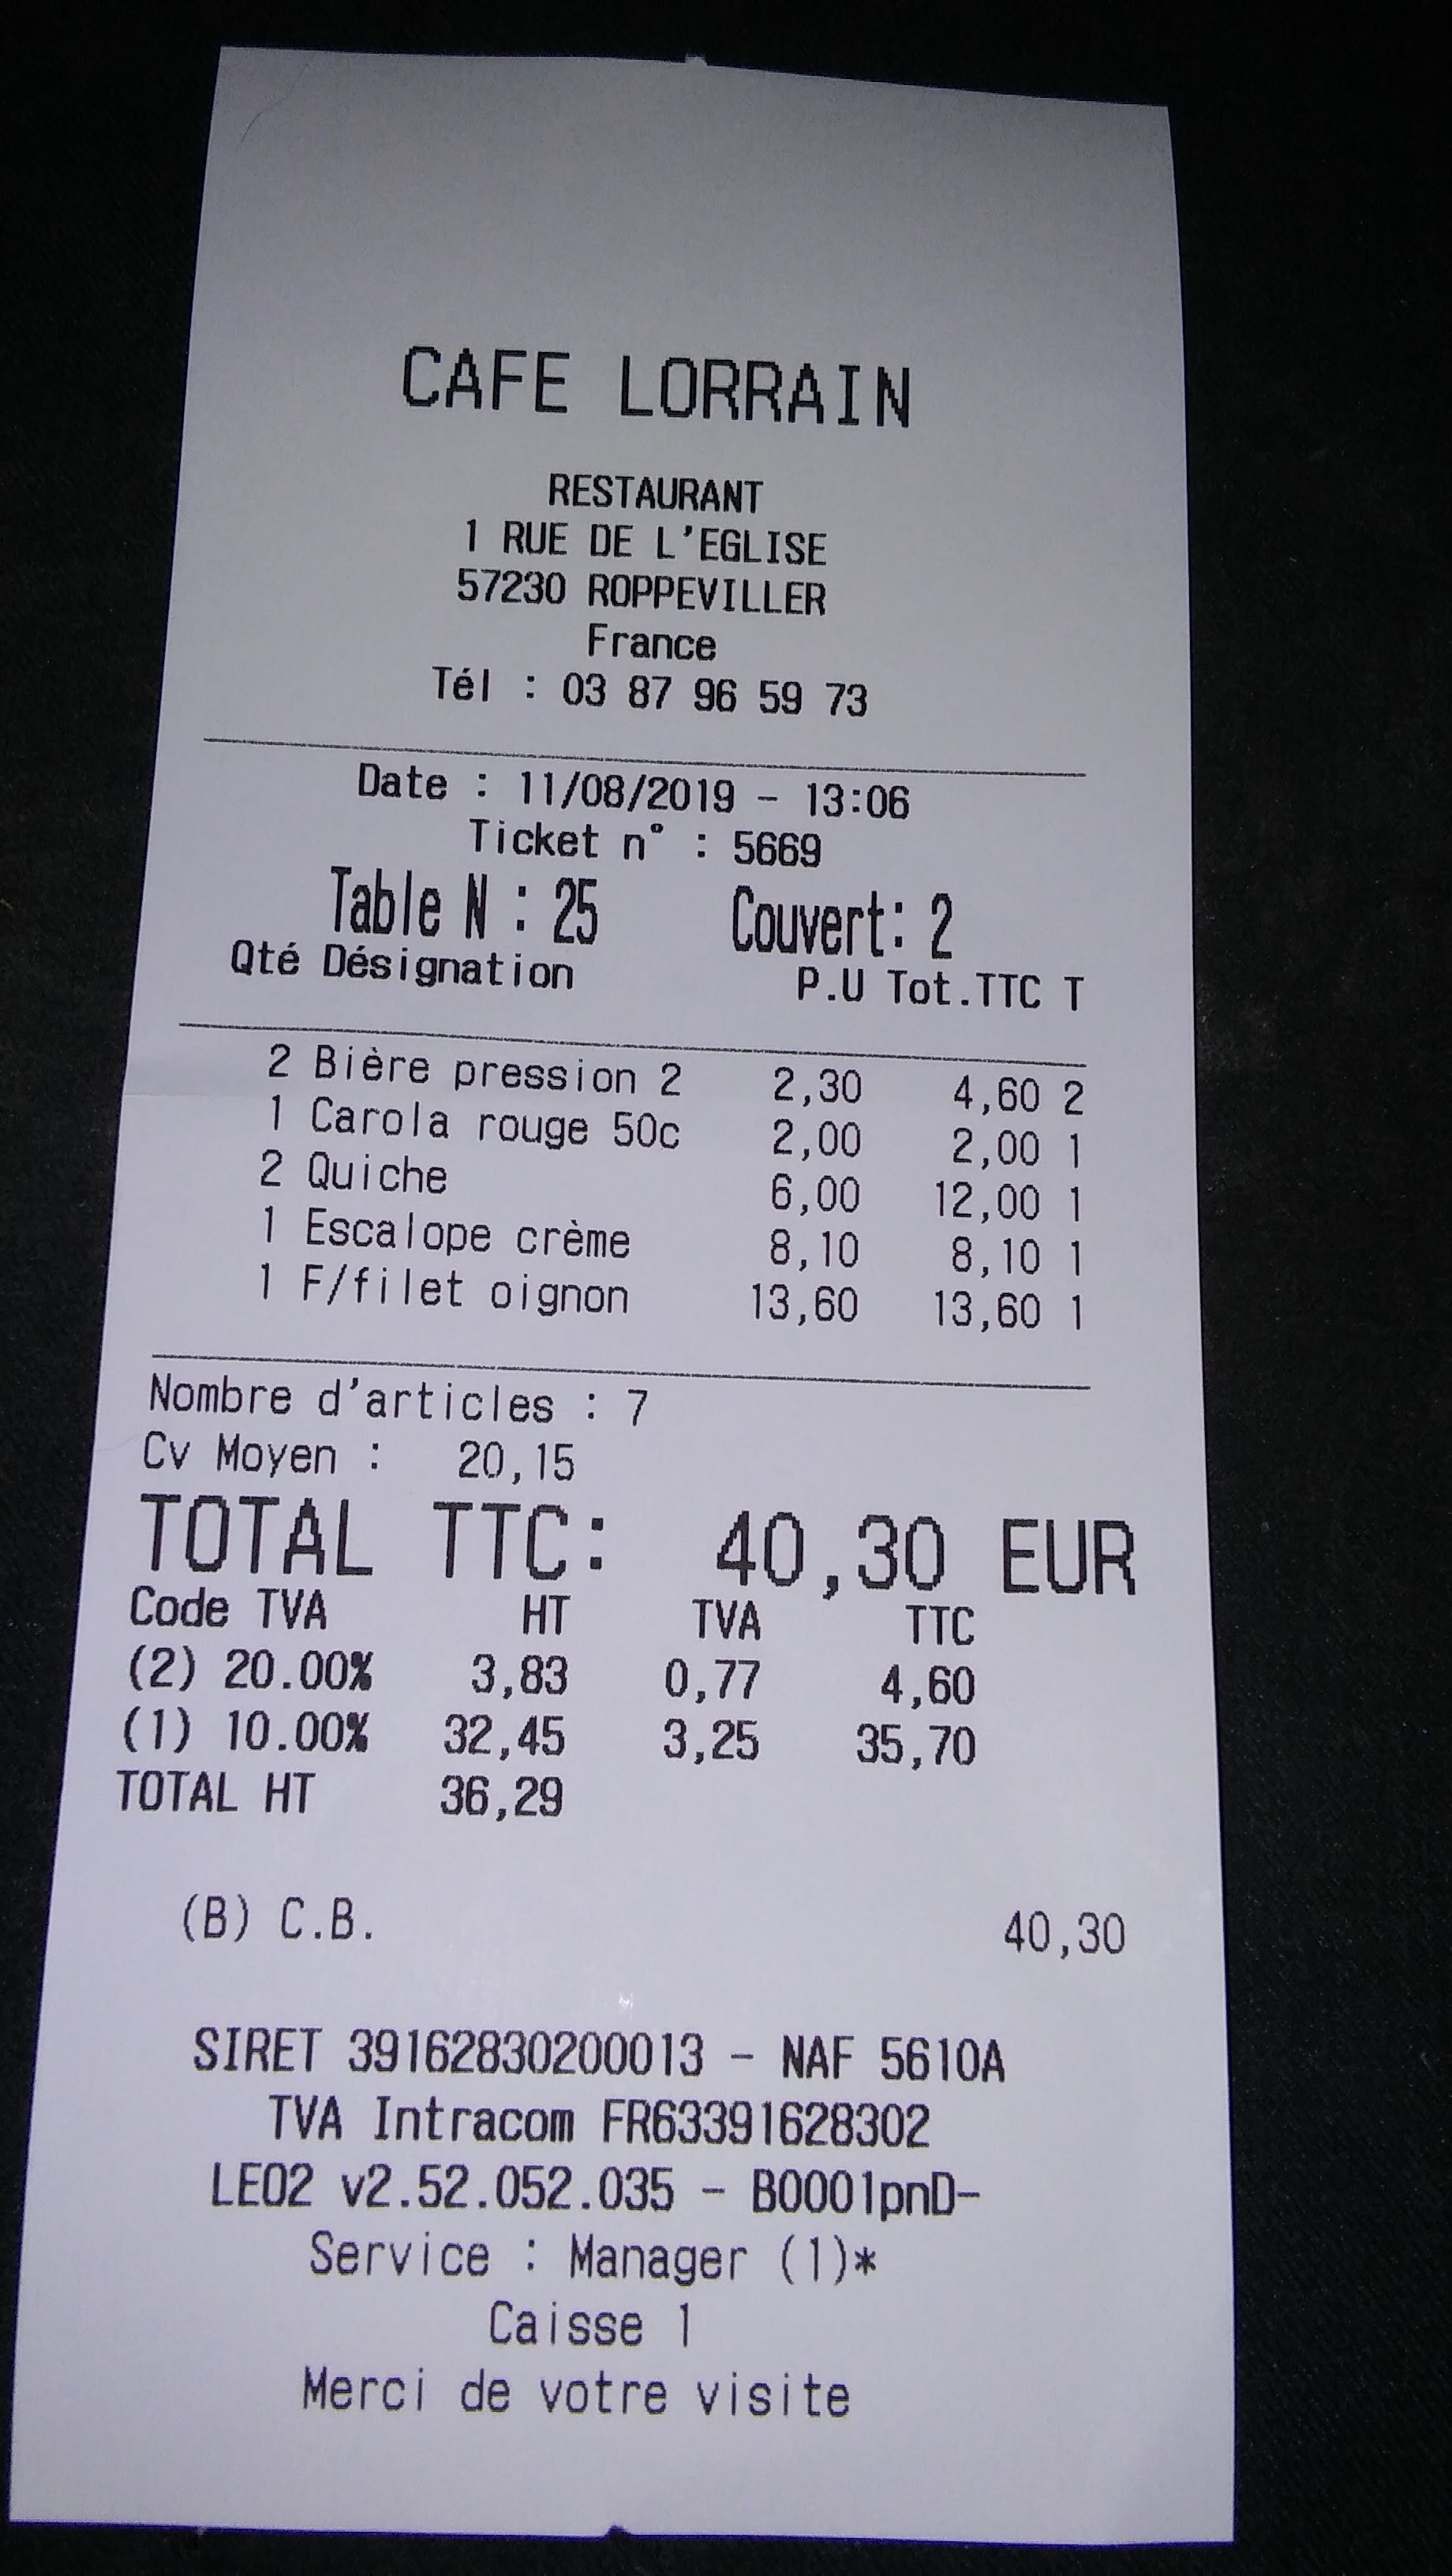 CAFE LORRAIN
RESTAURANT
1 RUE DE L'EGLISE
57230 ROPPEVILLER
France
Tél : 03 87 96 59 73
Date : 11/08/2019 - 13:06
Ticket n° : 5669
Table N : 25 Couvert: 2
Qté Désignation P.U Tot.TTC T
2 Bière pression 2 2,30 4,60 2
1 Carola rouge 50c 2,00 2,00 1
2 Quiche 6,00 12,00 1
1 Escalope crème 8,10 8,10 1
1 F/filet oignon 13,60 13,60 1
Nombre d'articles : 7
Cv Moyen : 20,15
TOTAL TTC: 40,30 EUR
Code TVA HT TVA TTC
(2) 20.00% 3,83 0,77 4,60
(1) 10.00% 32,45 3,25 35,70
TOTAL HT 36,29
(B) C.B. 40,30
SIRET 39162830200013 - NAF 5610A
TVA Intracom FR63391628302
LEO2 v2.52.052.035 - B0001pnD-
Service : Manager (1)*
Caisse 1
Merci de votre visite